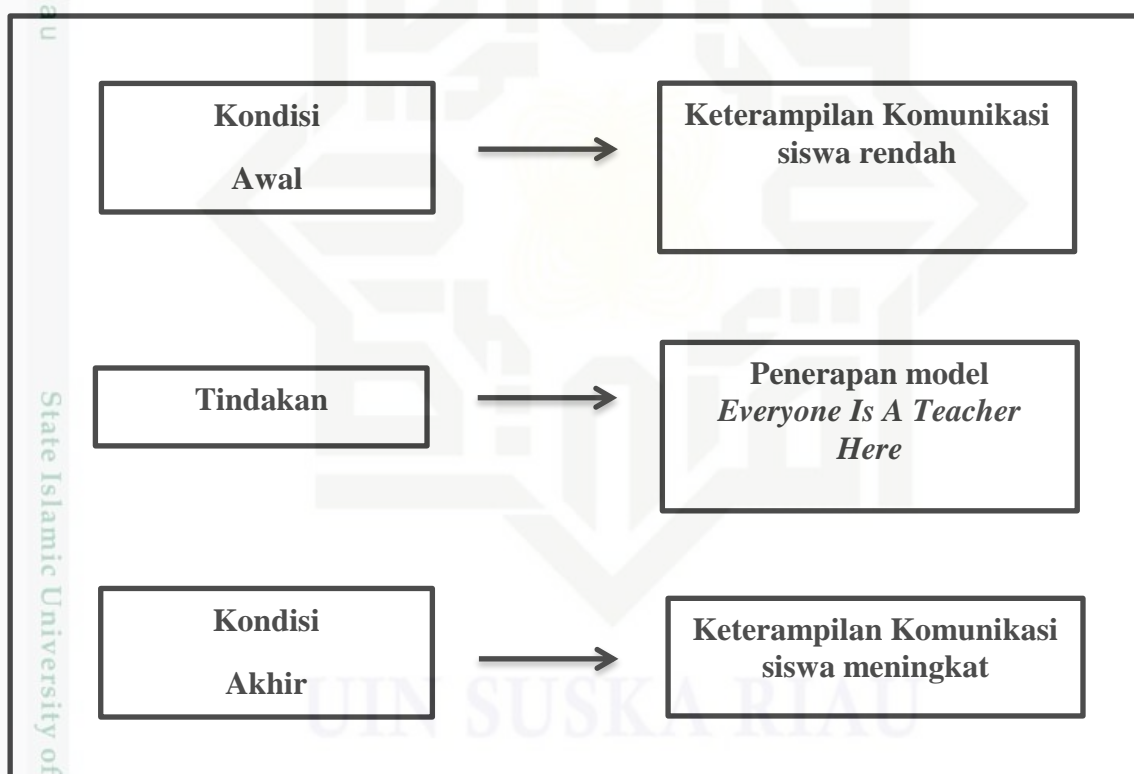 au
Kondisi
Awal
Keterampilan Komunikasi
siswa rendah
Tindakan
Penerapan model
Everyone Is A Teacher
Here
Kondisi
Akhir
Keterampilan Komunikasi
siswa meningkat
State Islamic University of
UIN SUSKA RIAU